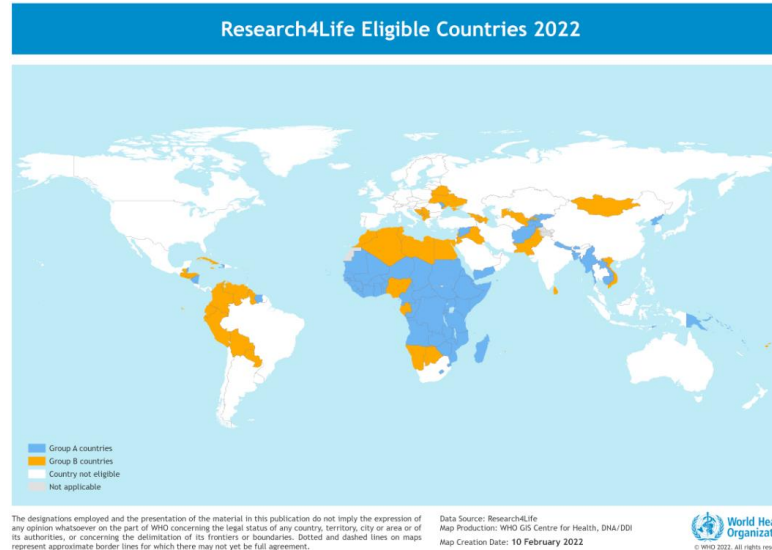 Research4Life Eligible Countries 2022
Group A countries
Group B countries
Country not eligible
Not applicable
The designations employed and the presentation of the material in this publication do not imply the expression of
any opinion whatsoever on the part of WHO concerning the legal status of any country, territory, city or area or of
its authorities, or concerning the delimitation of its frontiers or boundaries. Dotted and dashed lines on maps
represent approximate border lines for which there may not yet be full agreement.
Data Source: Research4Life
Map Production: WHO GIS Centre for Health, DNA/DDI
Map Creation Date: 10 February 2022
World Hea
Organizat
© WHO 2022. All rights res